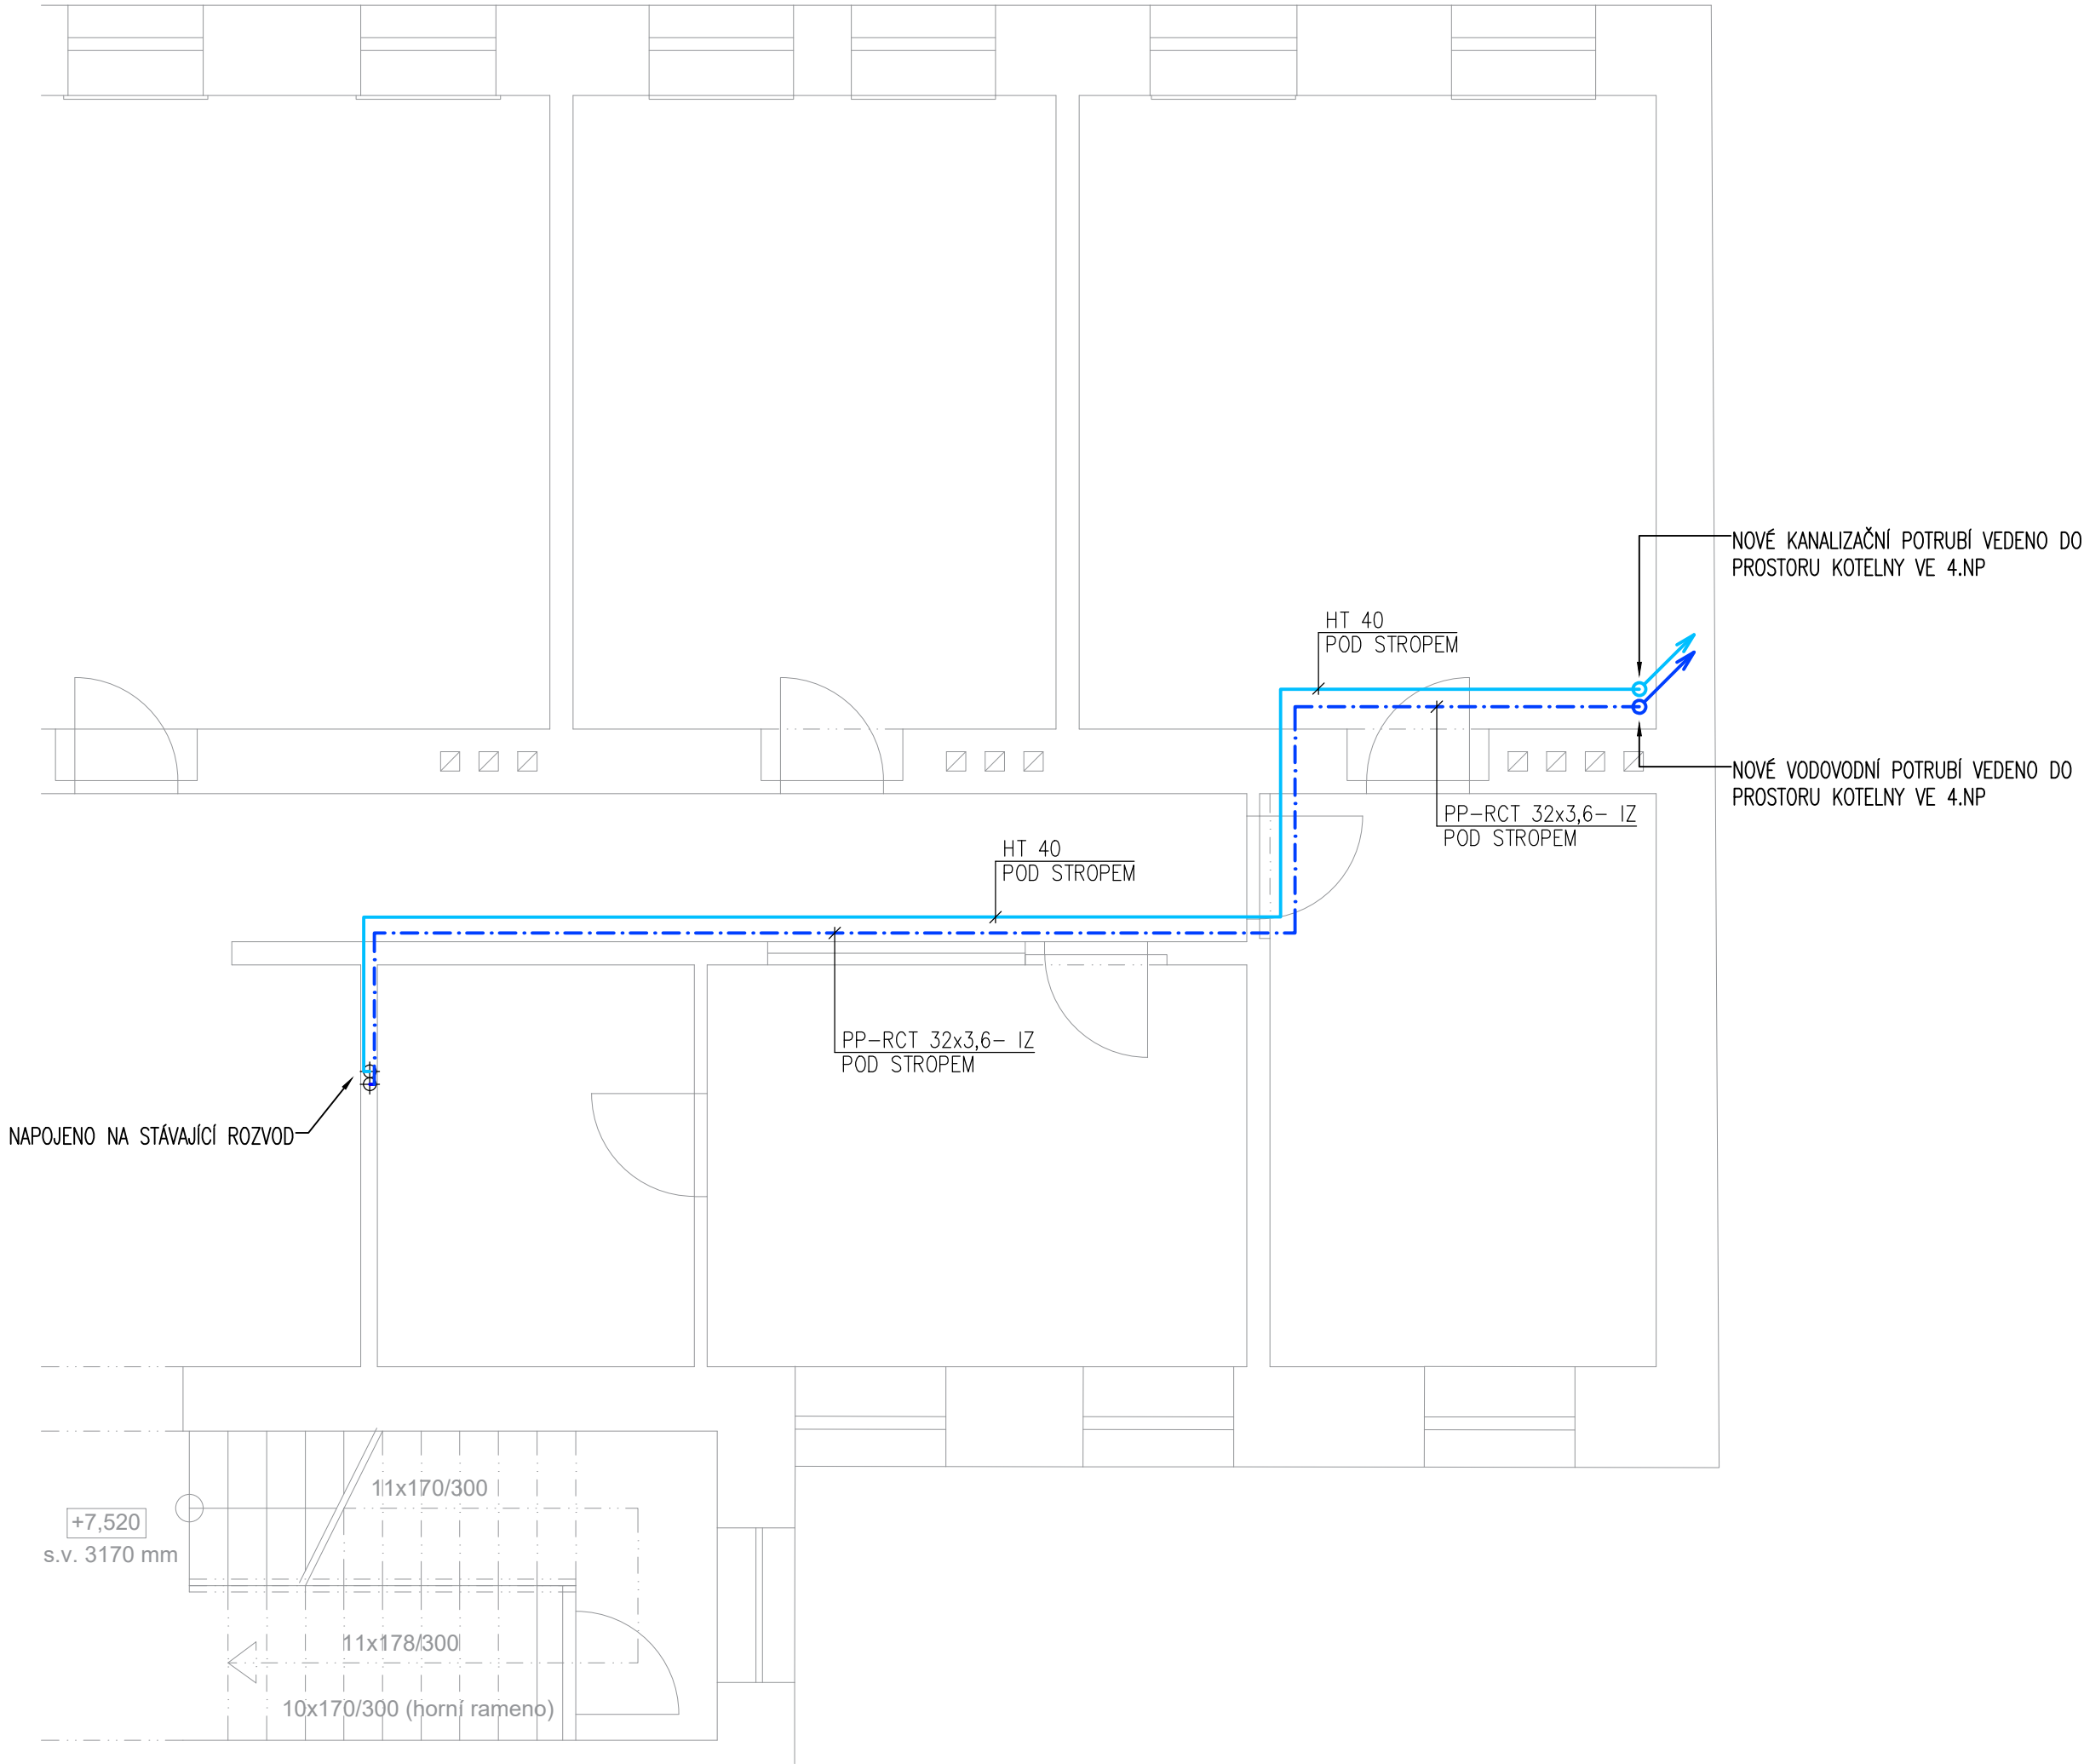 NOVÉ KANALIZAČNÍ POTRUBÍ VEDENO DO
PROSTORU KOTELNY VE 4.NP
HT 40
POD STROPEM
NOVÉ VODOVODNÍ POTRUBÍ VEDENO DO
PROSTORU KOTELNY VE 4.NP
PP-RCT 32x3,6- IZ
POD STROPEM
HT 40
POD STROPEM
PP-RCT 32x3,6- IZ
POD STROPEM
NAPOJENO NA STÁVAJÍCÍ ROZVOD
11x170/300
+7,520
s.v. 3170 mm
11x178/300
10x170/300 (horní rameno)